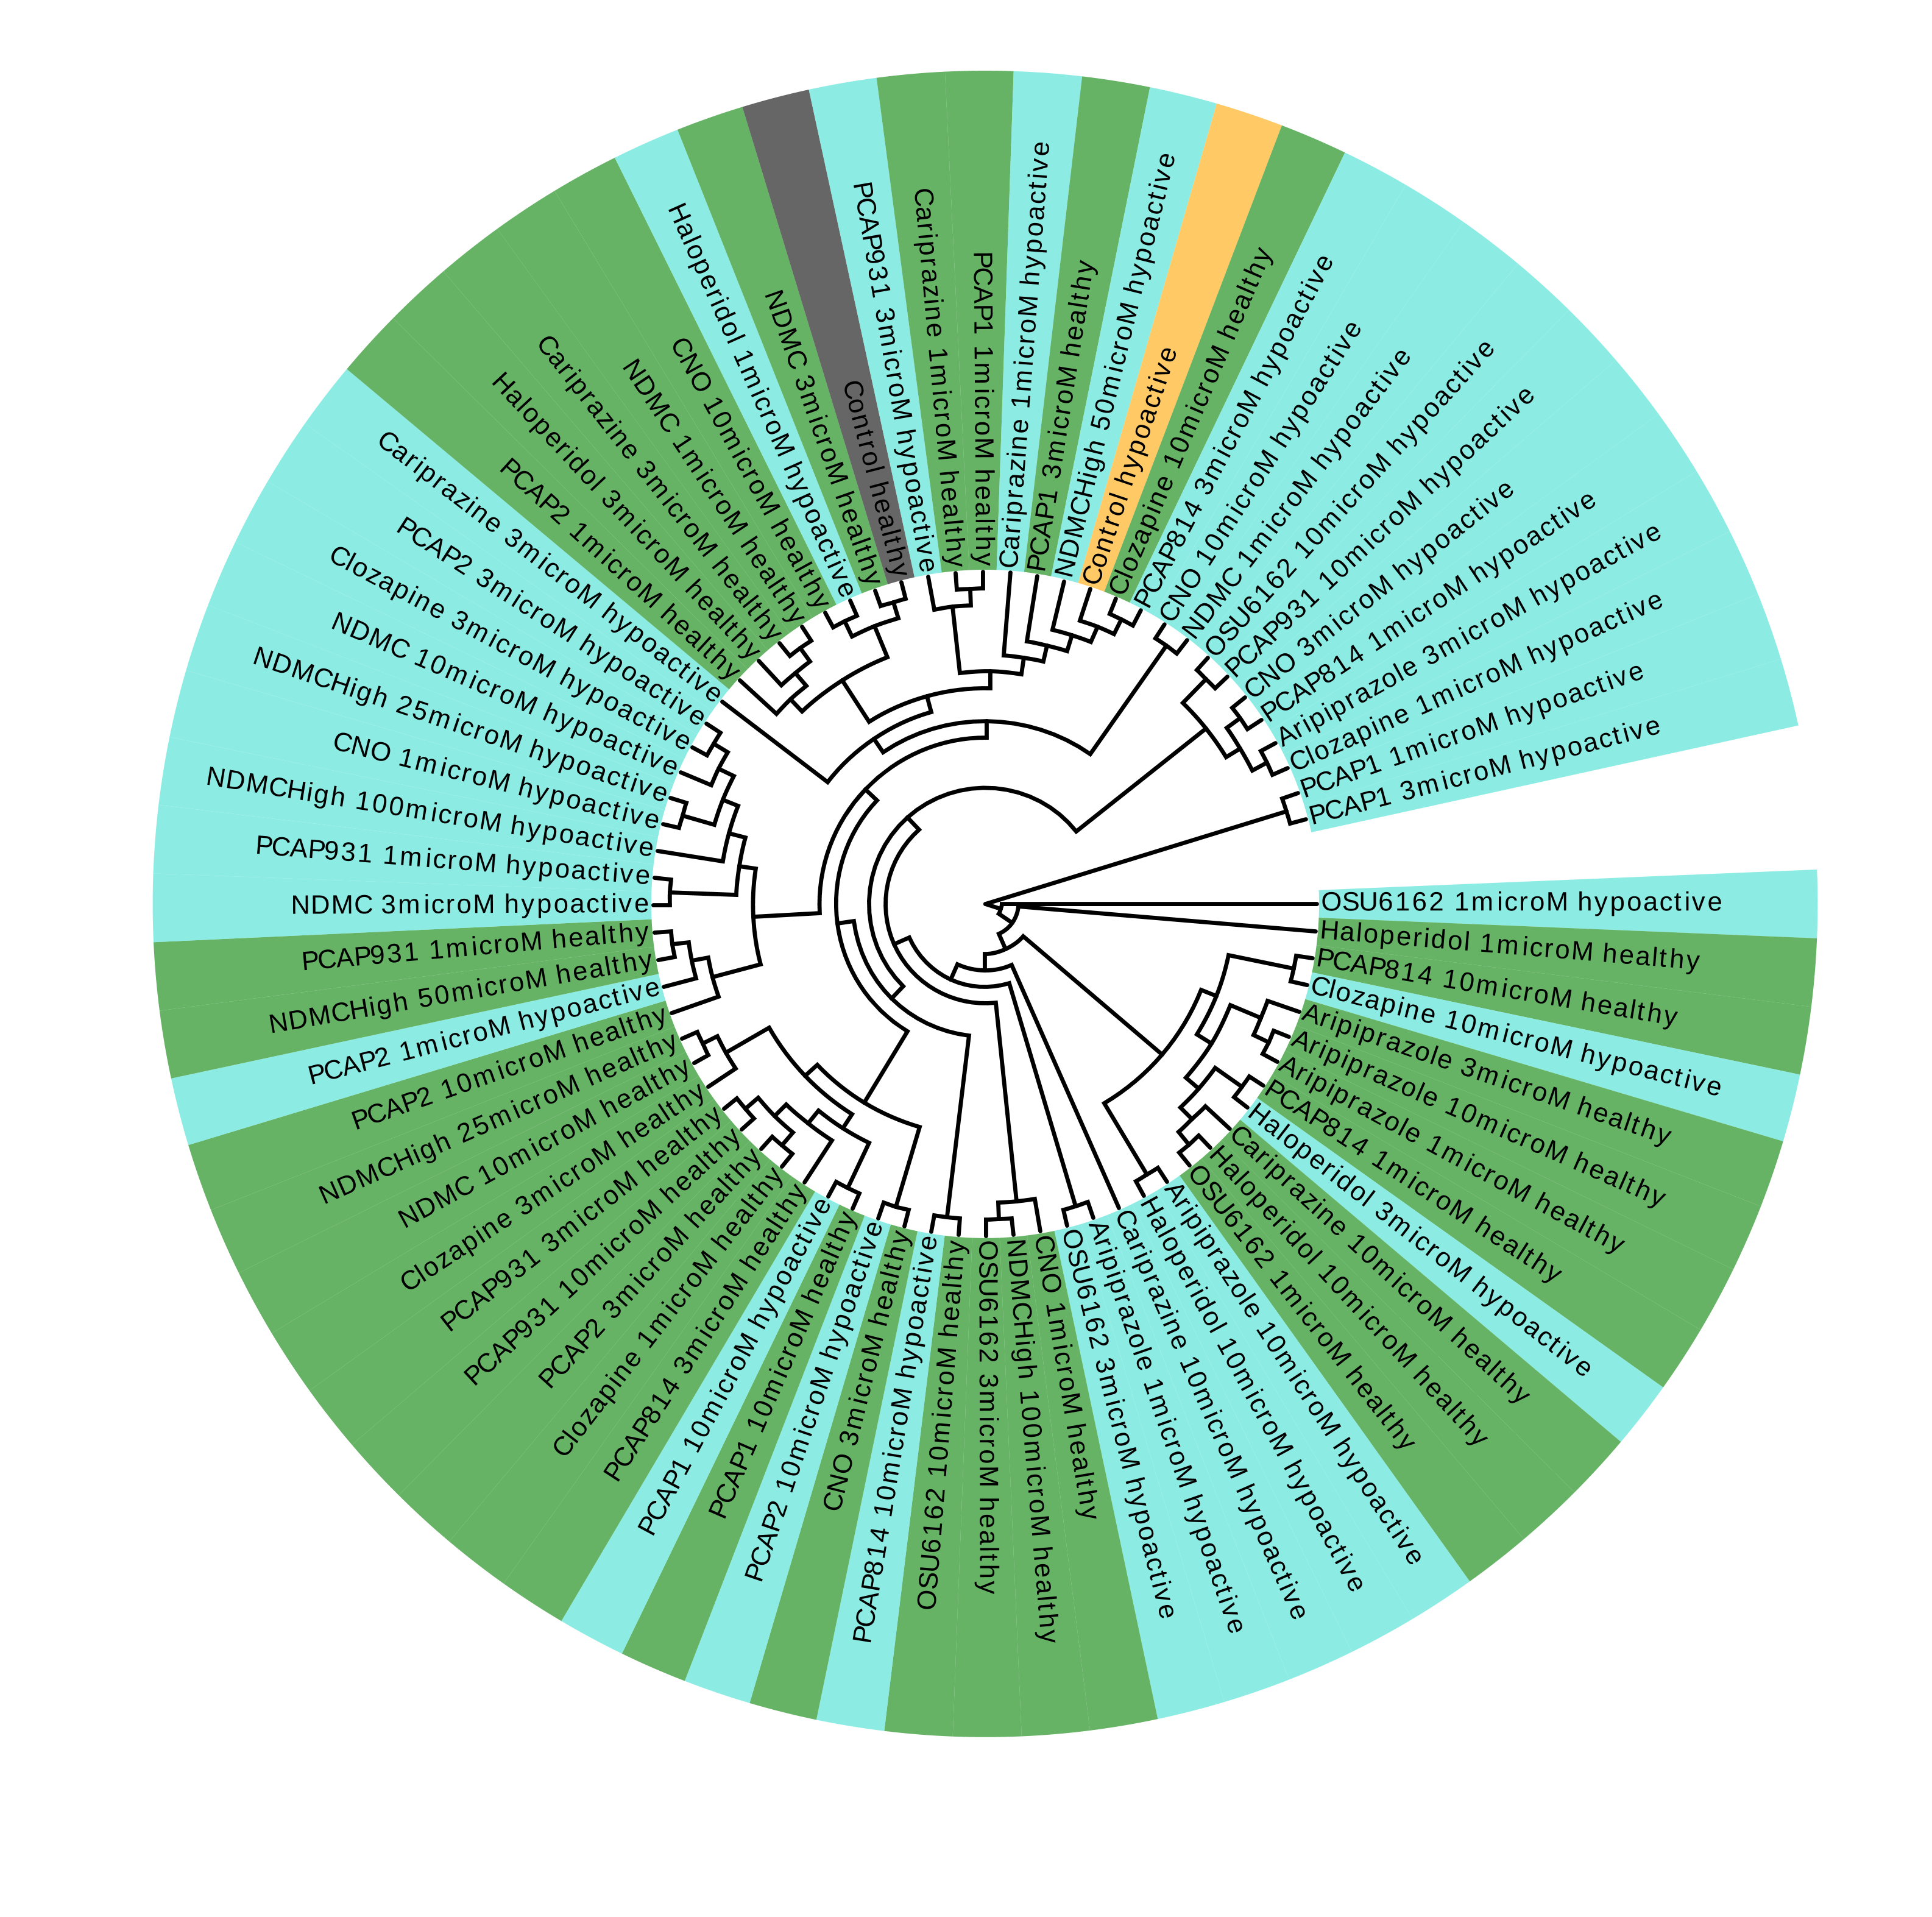 OSU6162 1microM hypoactive
Haloperidol 1microM healthy
PCAP814 10microM healthy
Clozapine 10microM hypoactive
Aripiprazole 3microM healthy
Aripiprazole 10microM healthy
Aripiprazole 1microM healthy
PCAP814 1microM healthy
Haloperidol 3microM hypoactive
Cariprazine 10microM healthy
Haloperidol 10microM healthy
OSU6162 1microM healthy
Aripiprazole 10microM hypoactive
Haloperidol 10microM hypoactive
Cariprazine 10microM hypoactive
Aripiprazole 1microM hypoactive
OSU6162 3microM hypoactive
CNO 1microM healthy
NDMCHigh 100microM healthy
OSU6162 3microM healthy
OSU6162 10microM healthy
PCAP814 10microM hypoactive
CNO 3microM healthy
PCAP2 10microM hypoactive
PCAP1 10microM healthy
PCAP1 10microM hypoactive
PCAP814 3microM healthy
Clozapine 1microM healthy
PCAP2 3microM healthy
PCAP931 10microM healthy
PCAP931 3microM healthy
Clozapine 3microM healthy
NDMC 10microM healthy
NDMCHigh 25microM healthy
PCAP2 10microM healthy
PCAP2 1microM hypoactive
NDMCHigh 50microM healthy
PCAP931 1microM healthy
NDMC 3microM hypoactive
PCAP931 1microM hypoactive
NDMCHigh 100microM hypoactive
CNO 1microM hypoactive
NDMCHigh 25microM hypoactive
NDMC 10microM hypoactive
Clozapine 3microM hypoactive
PCAP2 3microM hypoactive
Cariprazine 3microM hypoactive
PCAP2 1microM healthy
Haloperidol 3microM healthy
Cariprazine 3microM healthy
NDMC 1microM healthy
CNO 10microM healthy
Haloperidol 1microM hypoactive
NDMC 3microM healthy
Control healthy
PCAP931 3microM hypoactive
Cariprazine 1microM healthy
PCAP1 1microM healthy
Cariprazine 1microM hypoactive
PCAP1 3microM healthy
NDMCHigh 50microM hypoactive
Control hypoactive
Clozapine 10microM healthy
PCAP814 3microM hypoactive
CNO 10microM hypoactive
NDMC 1microM hypoactive
OSU6162 10microM hypoactive
PCAP931 10microM hypoactive
CNO 3microM hypoactive
PCAP814 1microM hypoactive
Aripiprazole 3microM hypoactive
Clozapine 1microM hypoactive
PCAP1 1microM hypoactive
PCAP1 3microM hypoactive